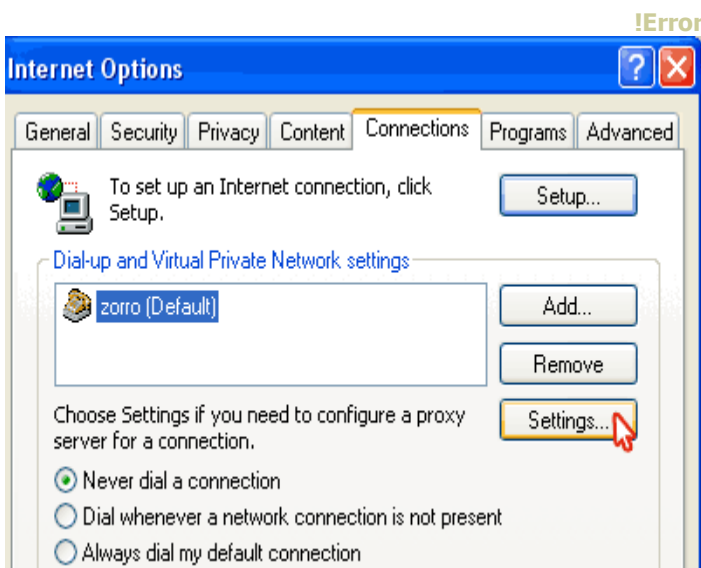 !Error
Internet Options
General Security Privacy Content Connections Programs Advanced
To set up an Internet connection, click
Setup.
Setup...
Dial-up and Virtual Private Network settings
zorro (Default)
Add...
Remove
Choose Settings if you need to configure a proxy
server for a connection.
Settings...
Never dial a connection
Dial whenever a network connection is not present
Always dial my default connection